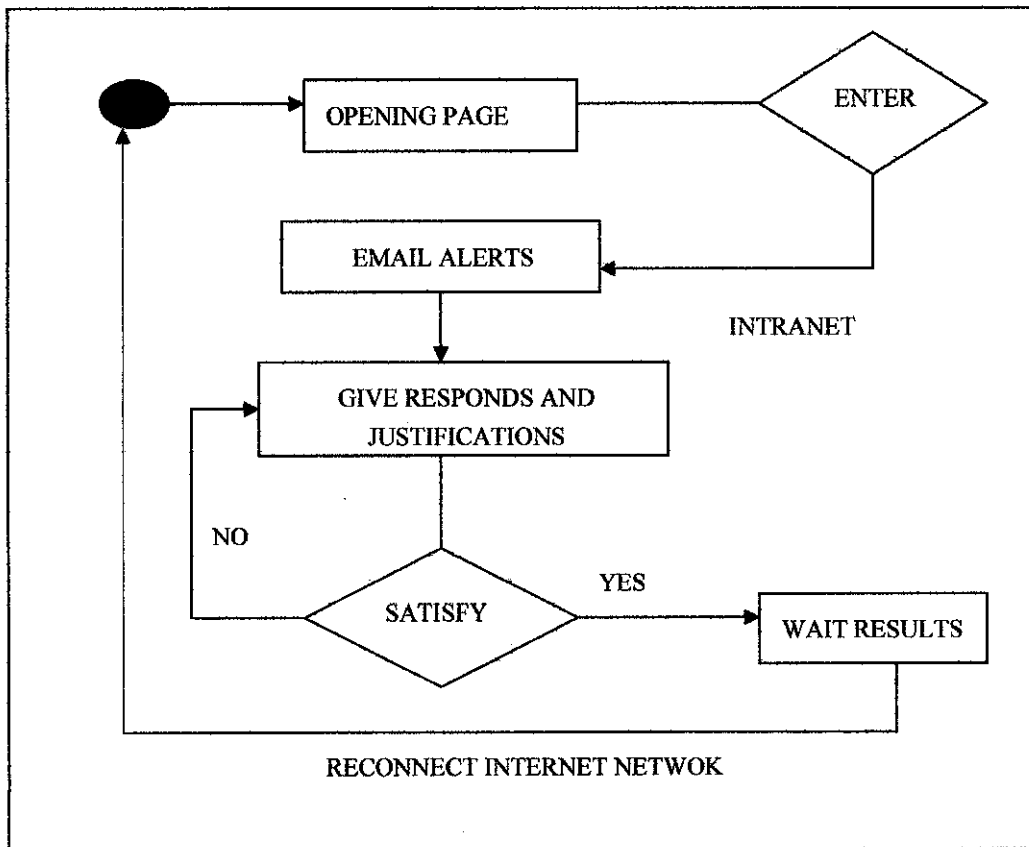 OPENING PAGE
ENTER
EMAIL ALERTS
INTRANET
GIVE RESPONDS AND
JUSTIFICATIONS
NO
YES
SATISFY
WAIT RESULTS
RECONNECT INTERNET NETWOK